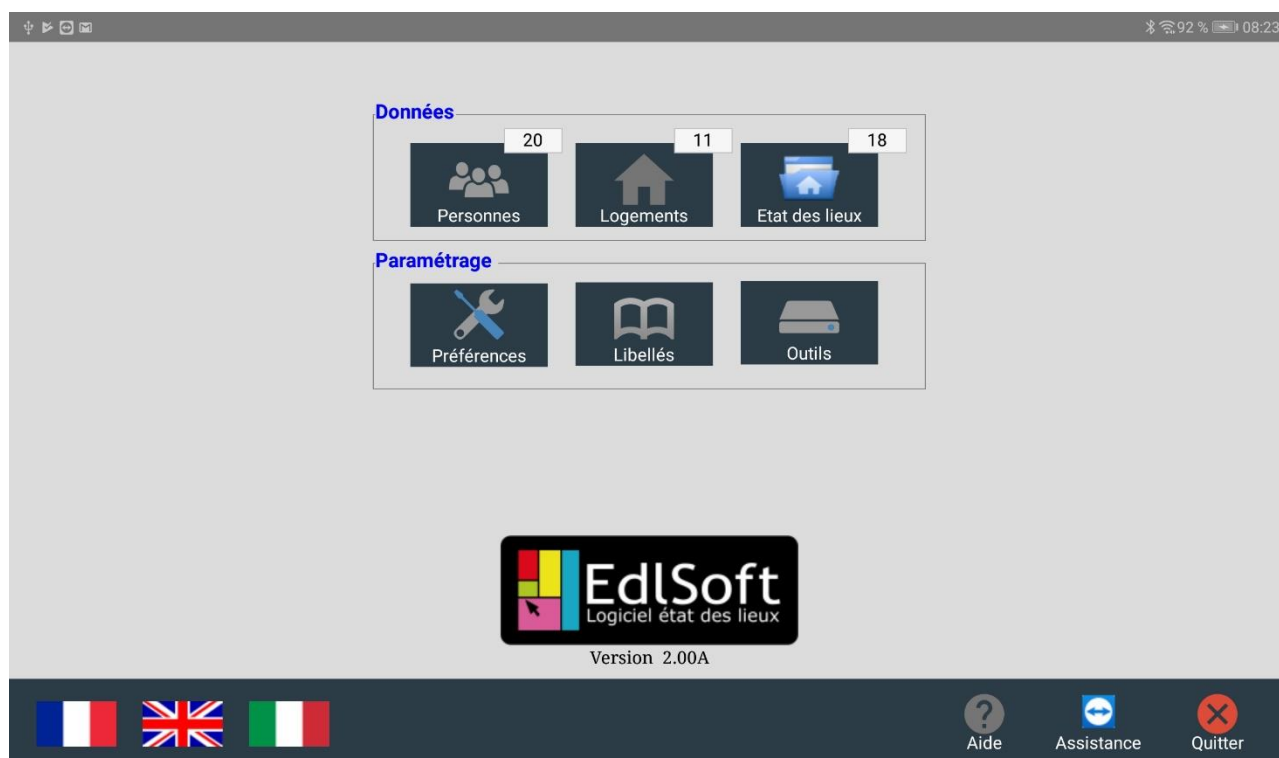 92 % 08:23
Données
20 11 18
Personnes Logements Etat des lieux
Paramétrage
Préférences Libellés Outils
EdlSoft
Logiciel état des lieux
Version 2.00A
Aide Assistance Quitter